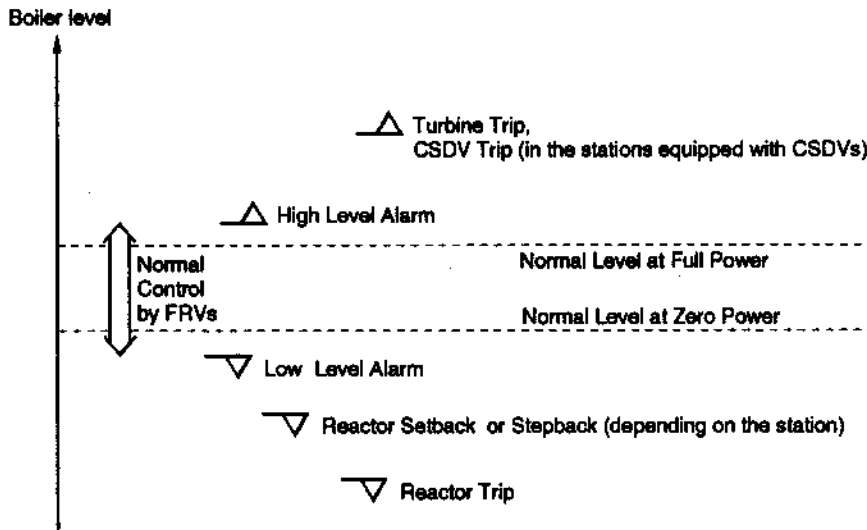 Boiler level
Turbine Trip,
CSDV Trip (in the stations equipped with CSDVs)
High Level Alarm
Normal
Control
by FRVs
Normal Level at Full Power
Normal Level at Zero Power
Low Level Alarm
Reactor Setback or Stepback (depending on the station)
Reactor Trip